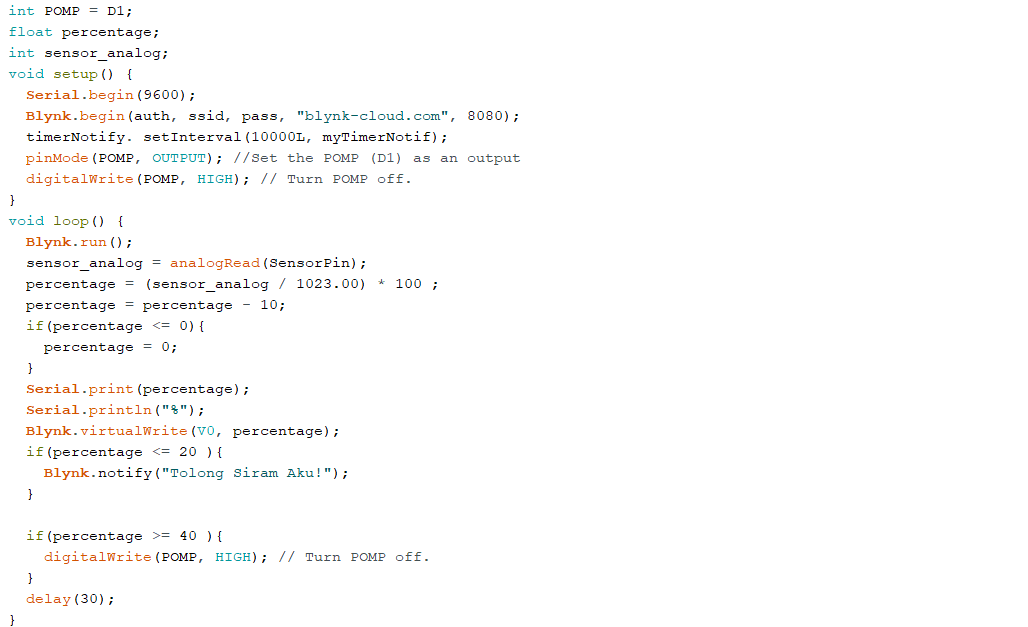 int POMP = D1;
float percentage;
int sensor_analog;
void setup() {
  Serial.begin(9600);
  Blynk.begin(auth, ssid, pass, "blynk-cloud.com", 8080);
  timerNotify. setInterval(10000L, myTimerNotif);
  pinMode(POMP, OUTPUT); //Set the POMP (D1) as an output
  digitalWrite(POMP, HIGH); // Turn POMP off.
}
void loop() {
  Blynk.run();
  sensor_analog = analogRead(SensorPin);
  percentage = (sensor_analog / 1023.00) * 100 ;
  percentage = percentage - 10;
  if(percentage <= 0){
    percentage = 0;
  }
  Serial.print(percentage);
  Serial.println("%");
  Blynk.virtualWrite(V0, percentage);
  if(percentage <= 20 ){
    Blynk.notify("Tolong Siram Aku!");
  }

  if(percentage >= 40 ){
    digitalWrite(POMP, HIGH); // Turn POMP off.
  }
  delay(30);
}